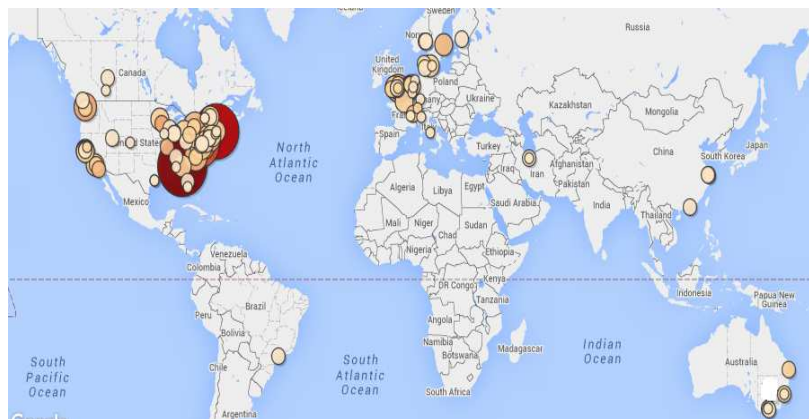 Sweden
Russia
Nor
Canada
United
Kingdom
Poland
Ukraine
Kazakhstan
Mongolia
Fra
Spain
Turkey
Afghanistan
China
South Korea
Japan
North
Atlantic
Ocean
Mexico
Algeria
Libya
Egypt
Iraq
Iran
Pakistan
Saudi Arabia
India
Thailand
Mali
Niger
Chad
Sudan
Nigeria
Ethiopia
Venezuela
Colombia
DR Congo
Kenya
Tanzania
Indonesia
Papua New
Guinea
Peru
Brazil
Bolivia
Angola
Namibia
Botswana
Madagascar
Indian
Ocean
Australia
South
Pacific
Ocean
Chile
South
Atlantic
Ocean
South Africa
Argentina